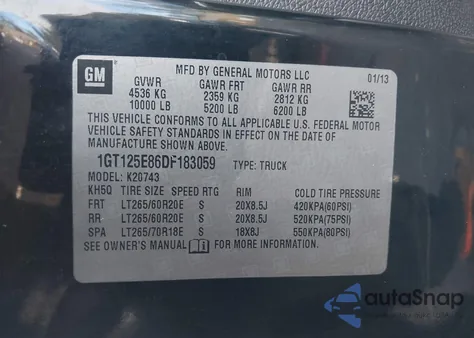 GM
MFD BY GENERAL MOTORS LLC 01/13
GVWR GAWR FRT GAWR RR
4536 KG 2359 KG 2812 KG
10000 LB 5200 LB 6200 LB
THIS VEHICLE CONFORMS TO ALL APPLICABLE U.S. FEDERAL MOTOR
VEHICLE SAFETY STANDARDS IN EFFECT ON THE DATE OF
MANUFACTURE SHOWN ABOVE.
1GT125E86DF183059 TYPE: TRUCK
MODEL: K20743
KH5Q TIRE SIZE SPEED RTG RIM COLD TIRE PRESSURE
FRT LT265/60R20E S 20X8.5J 420KPA(60PSI)
RR LT265/60R20E S 20X8.5J 520KPA(75PSI)
SPA LT265/70R18E S 18X8J 550KPA(80PSI)
SEE OWNER'S MANUAL FOR MORE INFORMATION.
autoSnap